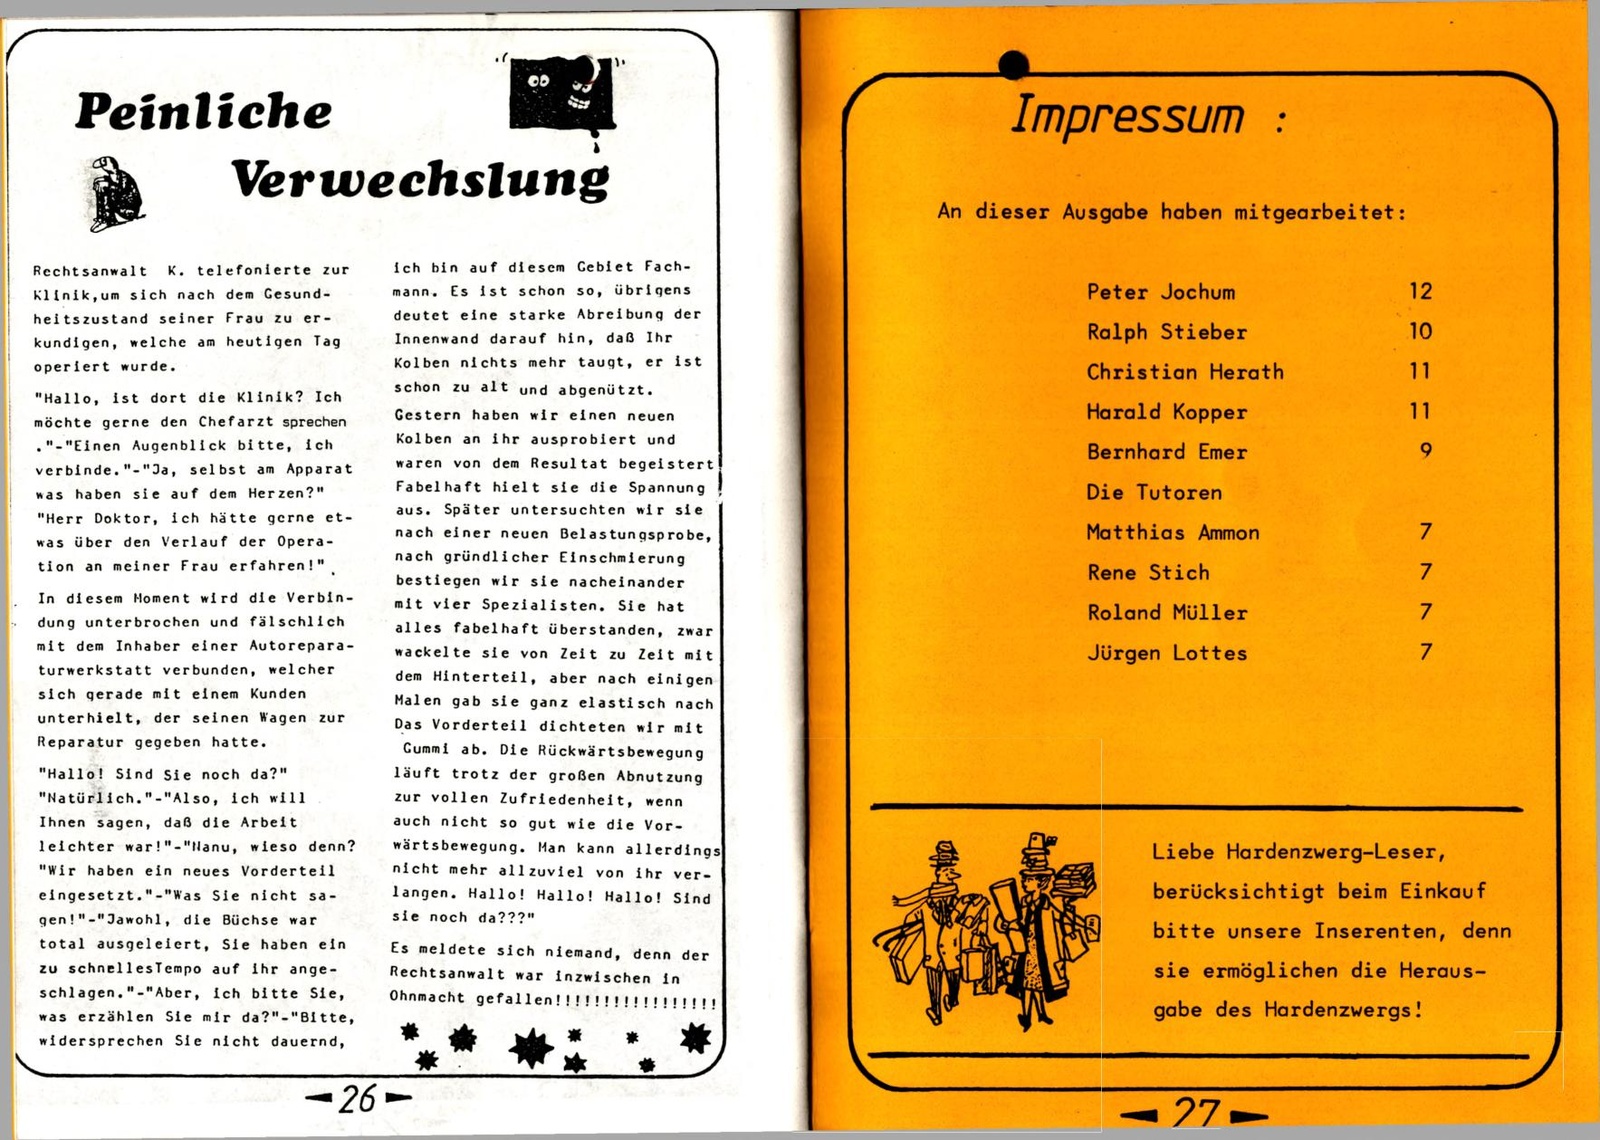 Peinliche
Verwechslung
Rechtsanwalt K. telefonierte zur
Klinik,um sich nach dem Gesund-
heitszustand seiner Frau zu er-
kundigen, welche am heutigen Tag
operiert wurde.
"Hallo, ist dort die Klinik? Ich
möchte gerne den Chefarzt sprechen
."-"Einen Augenblick bitte, ich
verbinde."-"Ja, selbst am Apparat
was haben sie auf dem Herzen?"
"Herr Doktor, ich hätte gerne et-
was über den Verlauf der Opera-
tion an meiner Frau erfahren!"
In diesem Moment wird die Verbin-
dung unterbrochen und fälschlich
mit dem Inhaber einer Autorepara-
turwerkstatt verbunden, welcher
sich gerade mit einem Kunden
unterhielt, der seinen Wagen zur
Reparatur gegeben hatte.
"Hallo! Sind Sie noch da?"
"Natürlich."-"Also, ich will
Ihnen sagen, daß die Arbeit
leichter war!"-"Nanu, wieso denn?
"Wir haben ein neues Vorderteil
eingesetzt."-"Was Sie nicht sa-
gen!"-"Jawohl, die Büchse war
total ausgeleiert, Sie haben ein
zu schnellesTempo auf ihr ange-
schlagen."-"Aber, ich bitte Sie,
was erzählen Sie mir da?"-"Bitte,
widersprechen Sie nicht dauernd,
ich bin auf diesem Gebiet Fach-
mann. Es ist schon so, übrigens
deutet eine starke Abreibung der
Innenwand darauf hin, daß Ihr
Kolben nichts mehr taugt, er ist
schon zu alt und abgenützt.
Gestern haben wir einen neuen
Kolben an ihr ausprobiert und
waren von dem Resultat begeistert
Fabelhaft hielt sie die Spannung
aus. Später untersuchten wir sie
nach einer neuen Belastungsprobe,
nach gründlicher Einschmierung
bestiegen wir sie nacheinander
mit vier Spezialisten. Sie hat
alles fabelhaft überstanden, zwar
wackelte sie von Zeit zu Zeit mit
dem Hinterteil, aber nach einigen
Malen gab sie ganz elastisch nach
Das Vorderteil dichteten wir mit
Gummi ab. Die Rückwärtsbewegung
läuft trotz der großen Abnutzung
zur vollen Zufriedenheit, wenn
auch nicht so gut wie die Vor-
wärtsbewegung. Man kann allerdings
nicht mehr allzuviel von ihr ver-
langen. Hallo! Hallo! Hallo! Sind
sie noch da???"
Es meldete sich niemand, denn der
Rechtsanwalt war inzwischen in
Ohnmacht gefallen!!!!!!!!!!!!!!!!!
26
Impressum :
An dieser Ausgabe haben mitgearbeitet:
Peter Jochum 12
Ralph Stieber 10
Christian Herath 11
Harald Kopper 11
Bernhard Emer 9
Die Tutoren
Matthias Ammon 7
Rene Stich 7
Roland Müller 7
Jürgen Lottes 7
Liebe Hardenzwerg-Leser,
berücksichtigt beim Einkauf
bitte unsere Inserenten, denn
sie ermöglichen die Heraus-
gabe des Hardenzwergs!
27